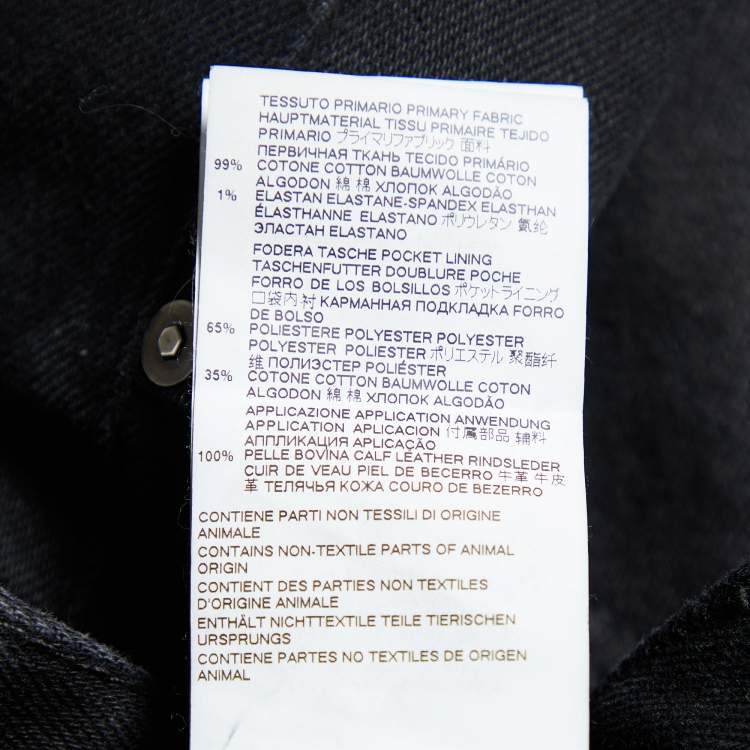 TESSUTO PRIMARIO PRIMARY FABRIC
HAUPTMATERIAL TISSU PRIMAIRE TEJIDO
PRIMARIO プライマリファブリック 面料
ПЕРВИЧНАЯ ТКАНЬ TECIDO PRIMÁRIO
99% COTONE COTTON BAUMWOLLE COTON
ALGODON 綿 棉 ХЛОПОК ALGODÃO
1% ELASTAN ELASTANE-SPANDEX ELASTHAN
ÉLASTHANNE ELASTANO ポリウレタン 氨纶
ЭЛАСТАН ELASTANO
FODERA TASCHE POCKET LINING
TASCHENFUTTER DOUBLURE POCHE
FORRO DE LOS BOLSILLOS ポケットライニング
口袋内衬 КАРМАННАЯ ПОДКЛАДКА FORRO
DE BOLSO
65% POLIESTERE POLYESTER POLYESTER
POLYESTER POLIESTER ポリエステル 聚酯纤
维 ПОЛИЭСТЕР POLIÉSTER
35% COTONE COTTON BAUMWOLLE COTON
ALGODON 綿 棉 ХЛОПОК ALGODÃO
APPLICAZIONE APPLICATION ANWENDUNG
APPLICATION APLICACION 付属部品 辅料
АППЛИКАЦИЯ APLICAÇÃO
100% PELLE BOVINA CALF LEATHER RINDSLEDER
CUIR DE VEAU PIEL DE BECERRO 牛革 牛皮
革 ТЕЛЯЧЬЯ КОЖА COURO DE BEZERRO
CONTIENE PARTI NON TESSILI DI ORIGINE
ANIMALE
CONTAINS NON-TEXTILE PARTS OF ANIMAL
ORIGIN
CONTIENT DES PARTIES NON TEXTILES
D'ORIGINE ANIMALE
ENTHÄLT NICHTTEXTILE TEILE TIERISCHEN
URSPRUNGS
CONTIENE PARTES NO TEXTILES DE ORIGEN
ANIMAL